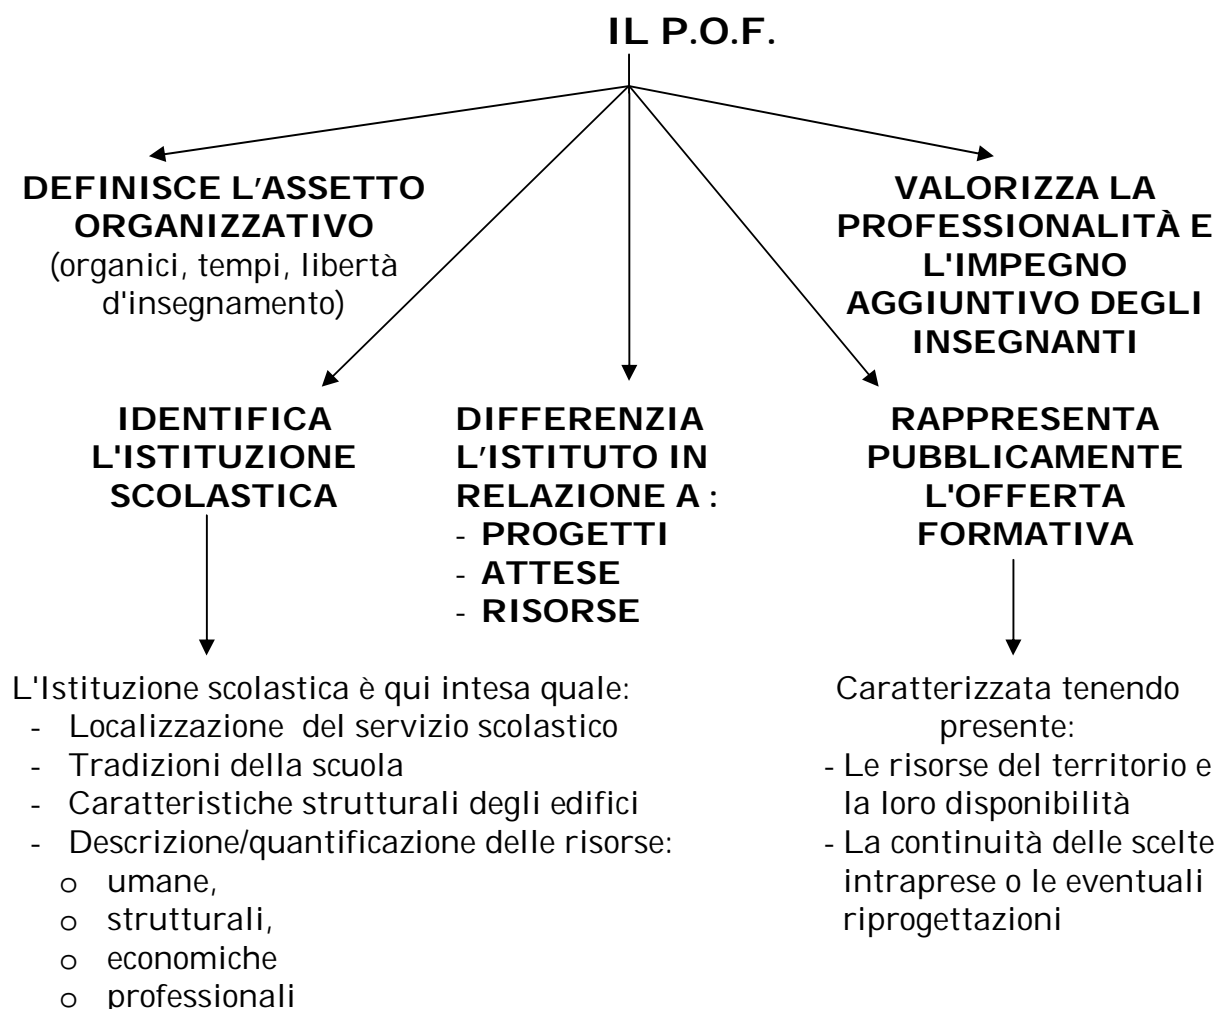 IL P.O.F.
DEFINISCE L’ASSETTO
ORGANIZZATIVO
(organici, tempi, libertà
d'insegnamento)
VALORIZZA LA
PROFESSIONALITÀ E
L'IMPEGNO
AGGIUNTIVO DEGLI
INSEGNANTI
IDENTIFICA
L'ISTITUZIONE
SCOLASTICA
DIFFERENZIA
L’ISTITUTO IN
RELAZIONE A :
- PROGETTI
- ATTESE
- RISORSE
RAPPRESENTA
PUBBLICAMENTE
L'OFFERTA
FORMATIVA
L'Istituzione scolastica è qui intesa quale:
- Localizzazione del servizio scolastico
- Tradizioni della scuola
- Caratteristiche strutturali degli edifici
- Descrizione/quantificazione delle risorse:
o umane,
o strutturali,
o economiche
o professionali
Caratterizzata tenendo
presente:
- Le risorse del territorio e
la loro disponibilità
- La continuità delle scelte
intraprese o le eventuali
riprogettazioni